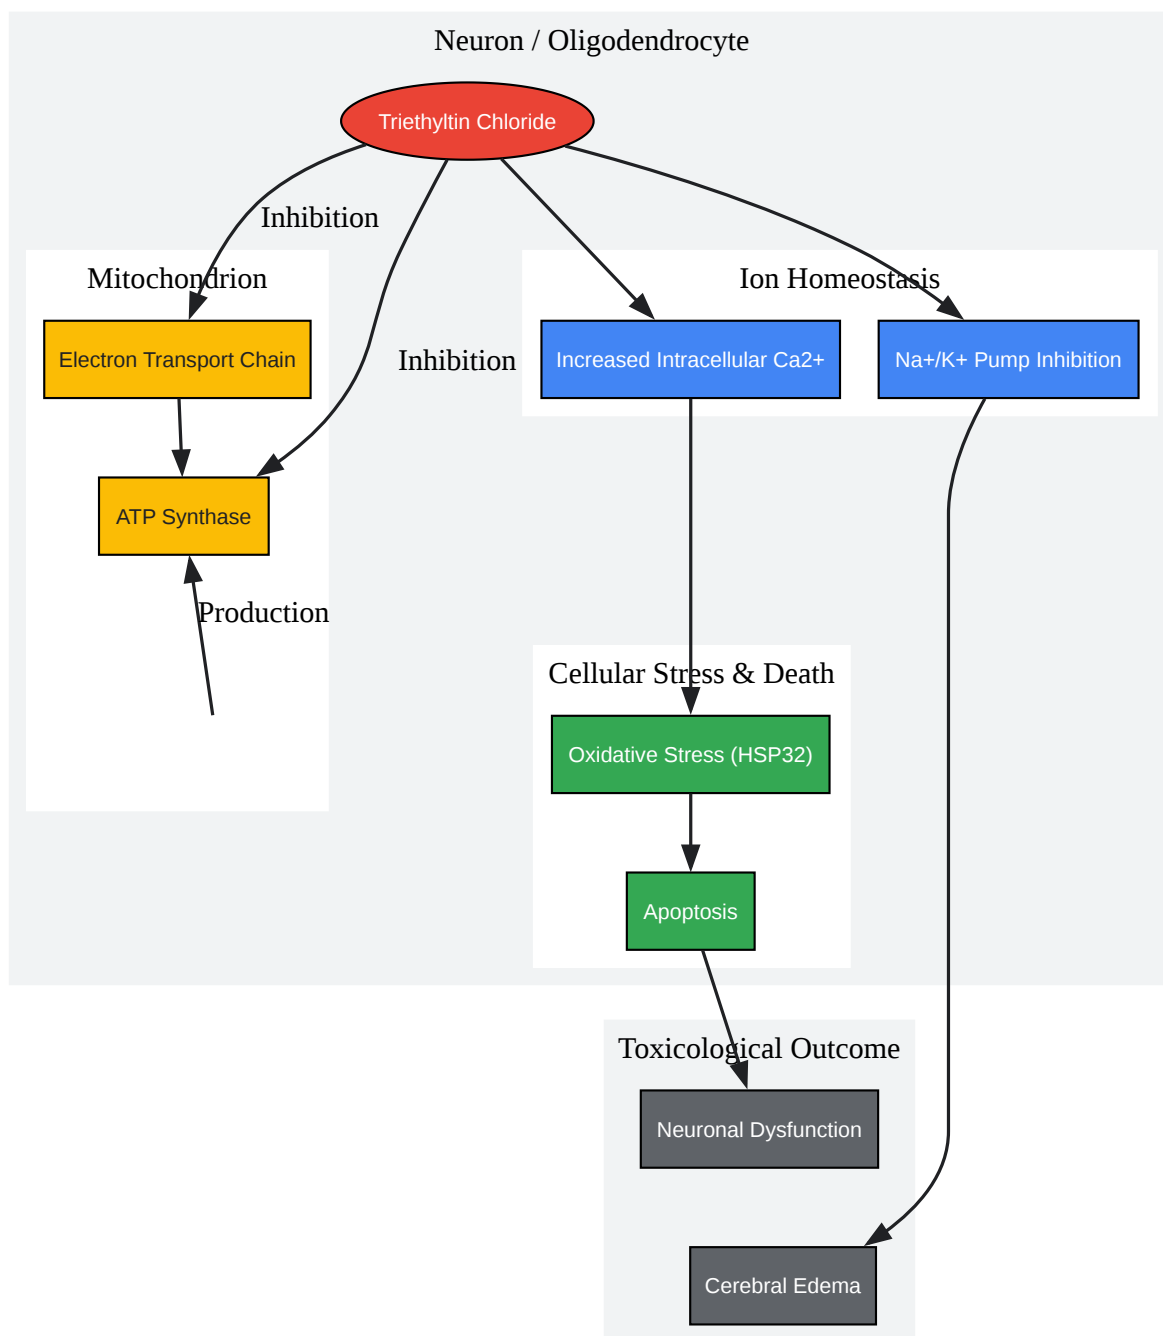 Neuron / Oligodendrocyte
Triethyltin Chloride
Inhibition
Mitochondrion
Ion Homeostasis
Electron Transport Chain
Inhibition
Increased Intracellular Ca2+
Na+/K+ Pump Inhibition
ATP Synthase
Production
Cellular Stress & Death
Oxidative Stress (HSP32)
Apoptosis
Toxicological Outcome
Neuronal Dysfunction
Cerebral Edema